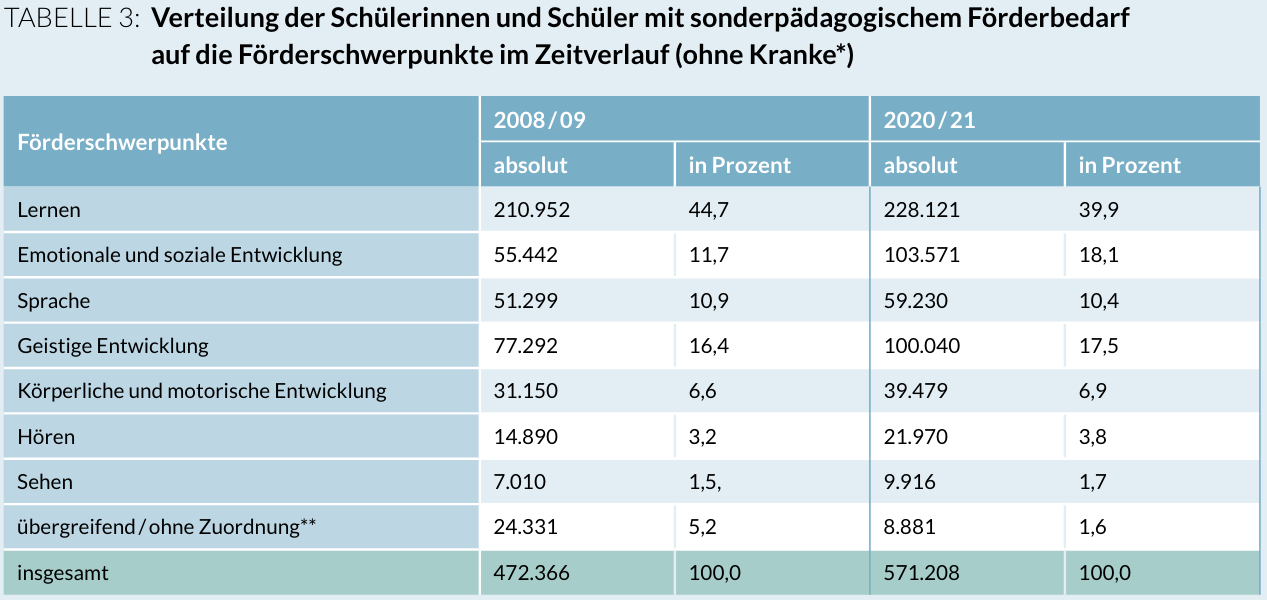 TABELLE 3: Verteilung der Schülerinnen und Schüler mit sonderpädagogischem Förderbedarf
auf die Förderschwerpunkte im Zeitverlauf (ohne Kranke*)
Förderschwerpunkte 2008/09 2020/21
absolut in Prozent absolut in Prozent
Lernen 210.952 44,7 228.121 39,9
Emotionale und soziale Entwicklung 55.442 11,7 103.571 18,1
Sprache 51.299 10,9 59.230 10,4
Geistige Entwicklung 77.292 16,4 100.040 17,5
Körperliche und motorische Entwicklung 31.150 6,6 39.479 6,9
Hören 14.890 3,2 21.970 3,8
Sehen 7.010 1,5, 9.916 1,7
übergreifend/ohne Zuordnung** 24.331 5,2 8.881 1,6
insgesamt 472.366 100,0 571.208 100,0